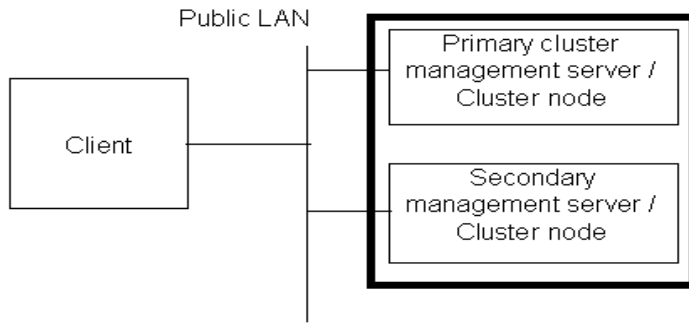 Public LAN
Primary cluster
management server /
Cluster node
Client
Secondary
management server /
Cluster node